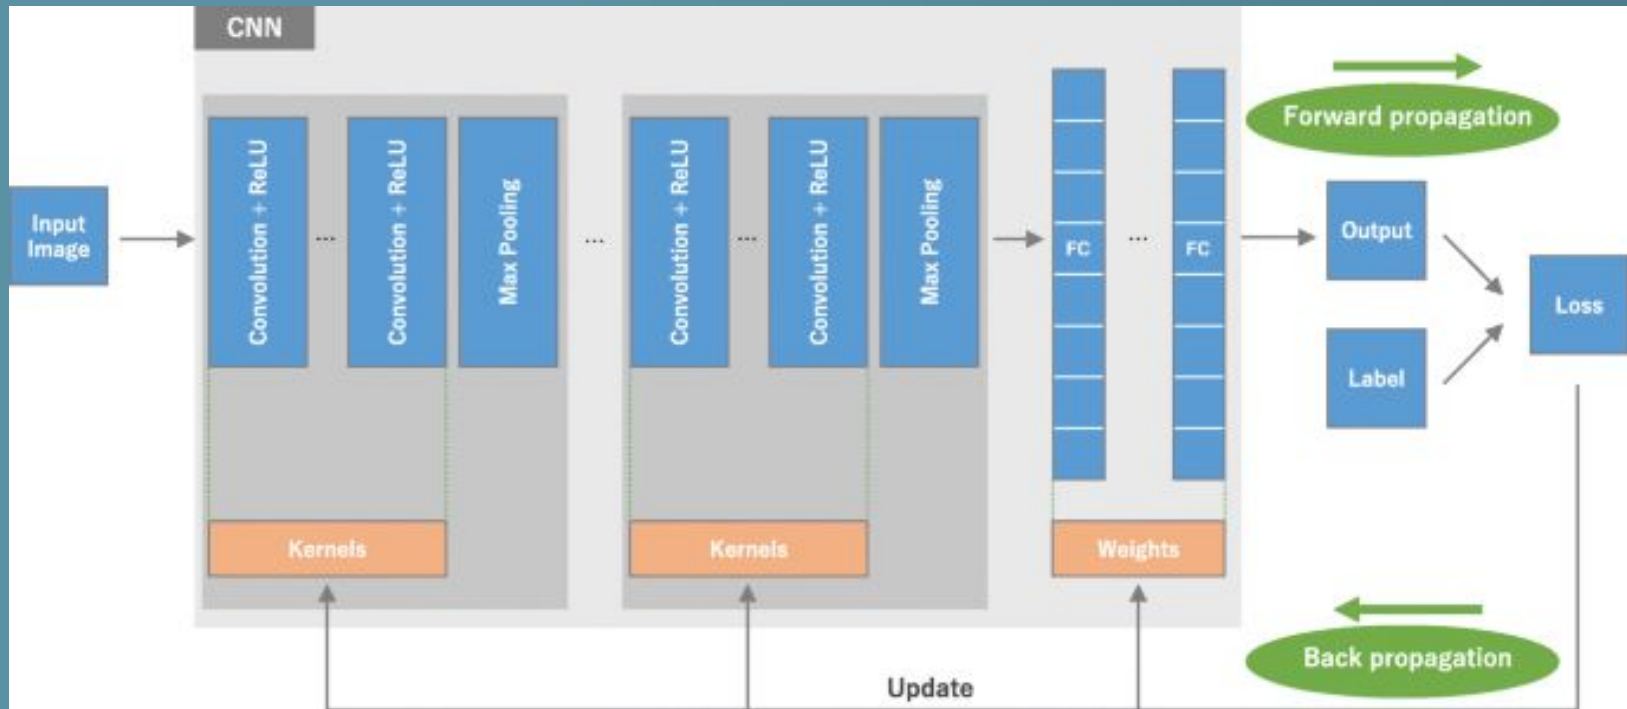 CNN
Input
Image
Convolution + ReLU
...
Convolution + ReLU
Max Pooling
...
Convolution + ReLU
...
Convolution + ReLU
Max Pooling
FC
...
FC
Forward propagation
Output
Label
Loss
Kernels
Kernels
Weights
Back propagation
Update